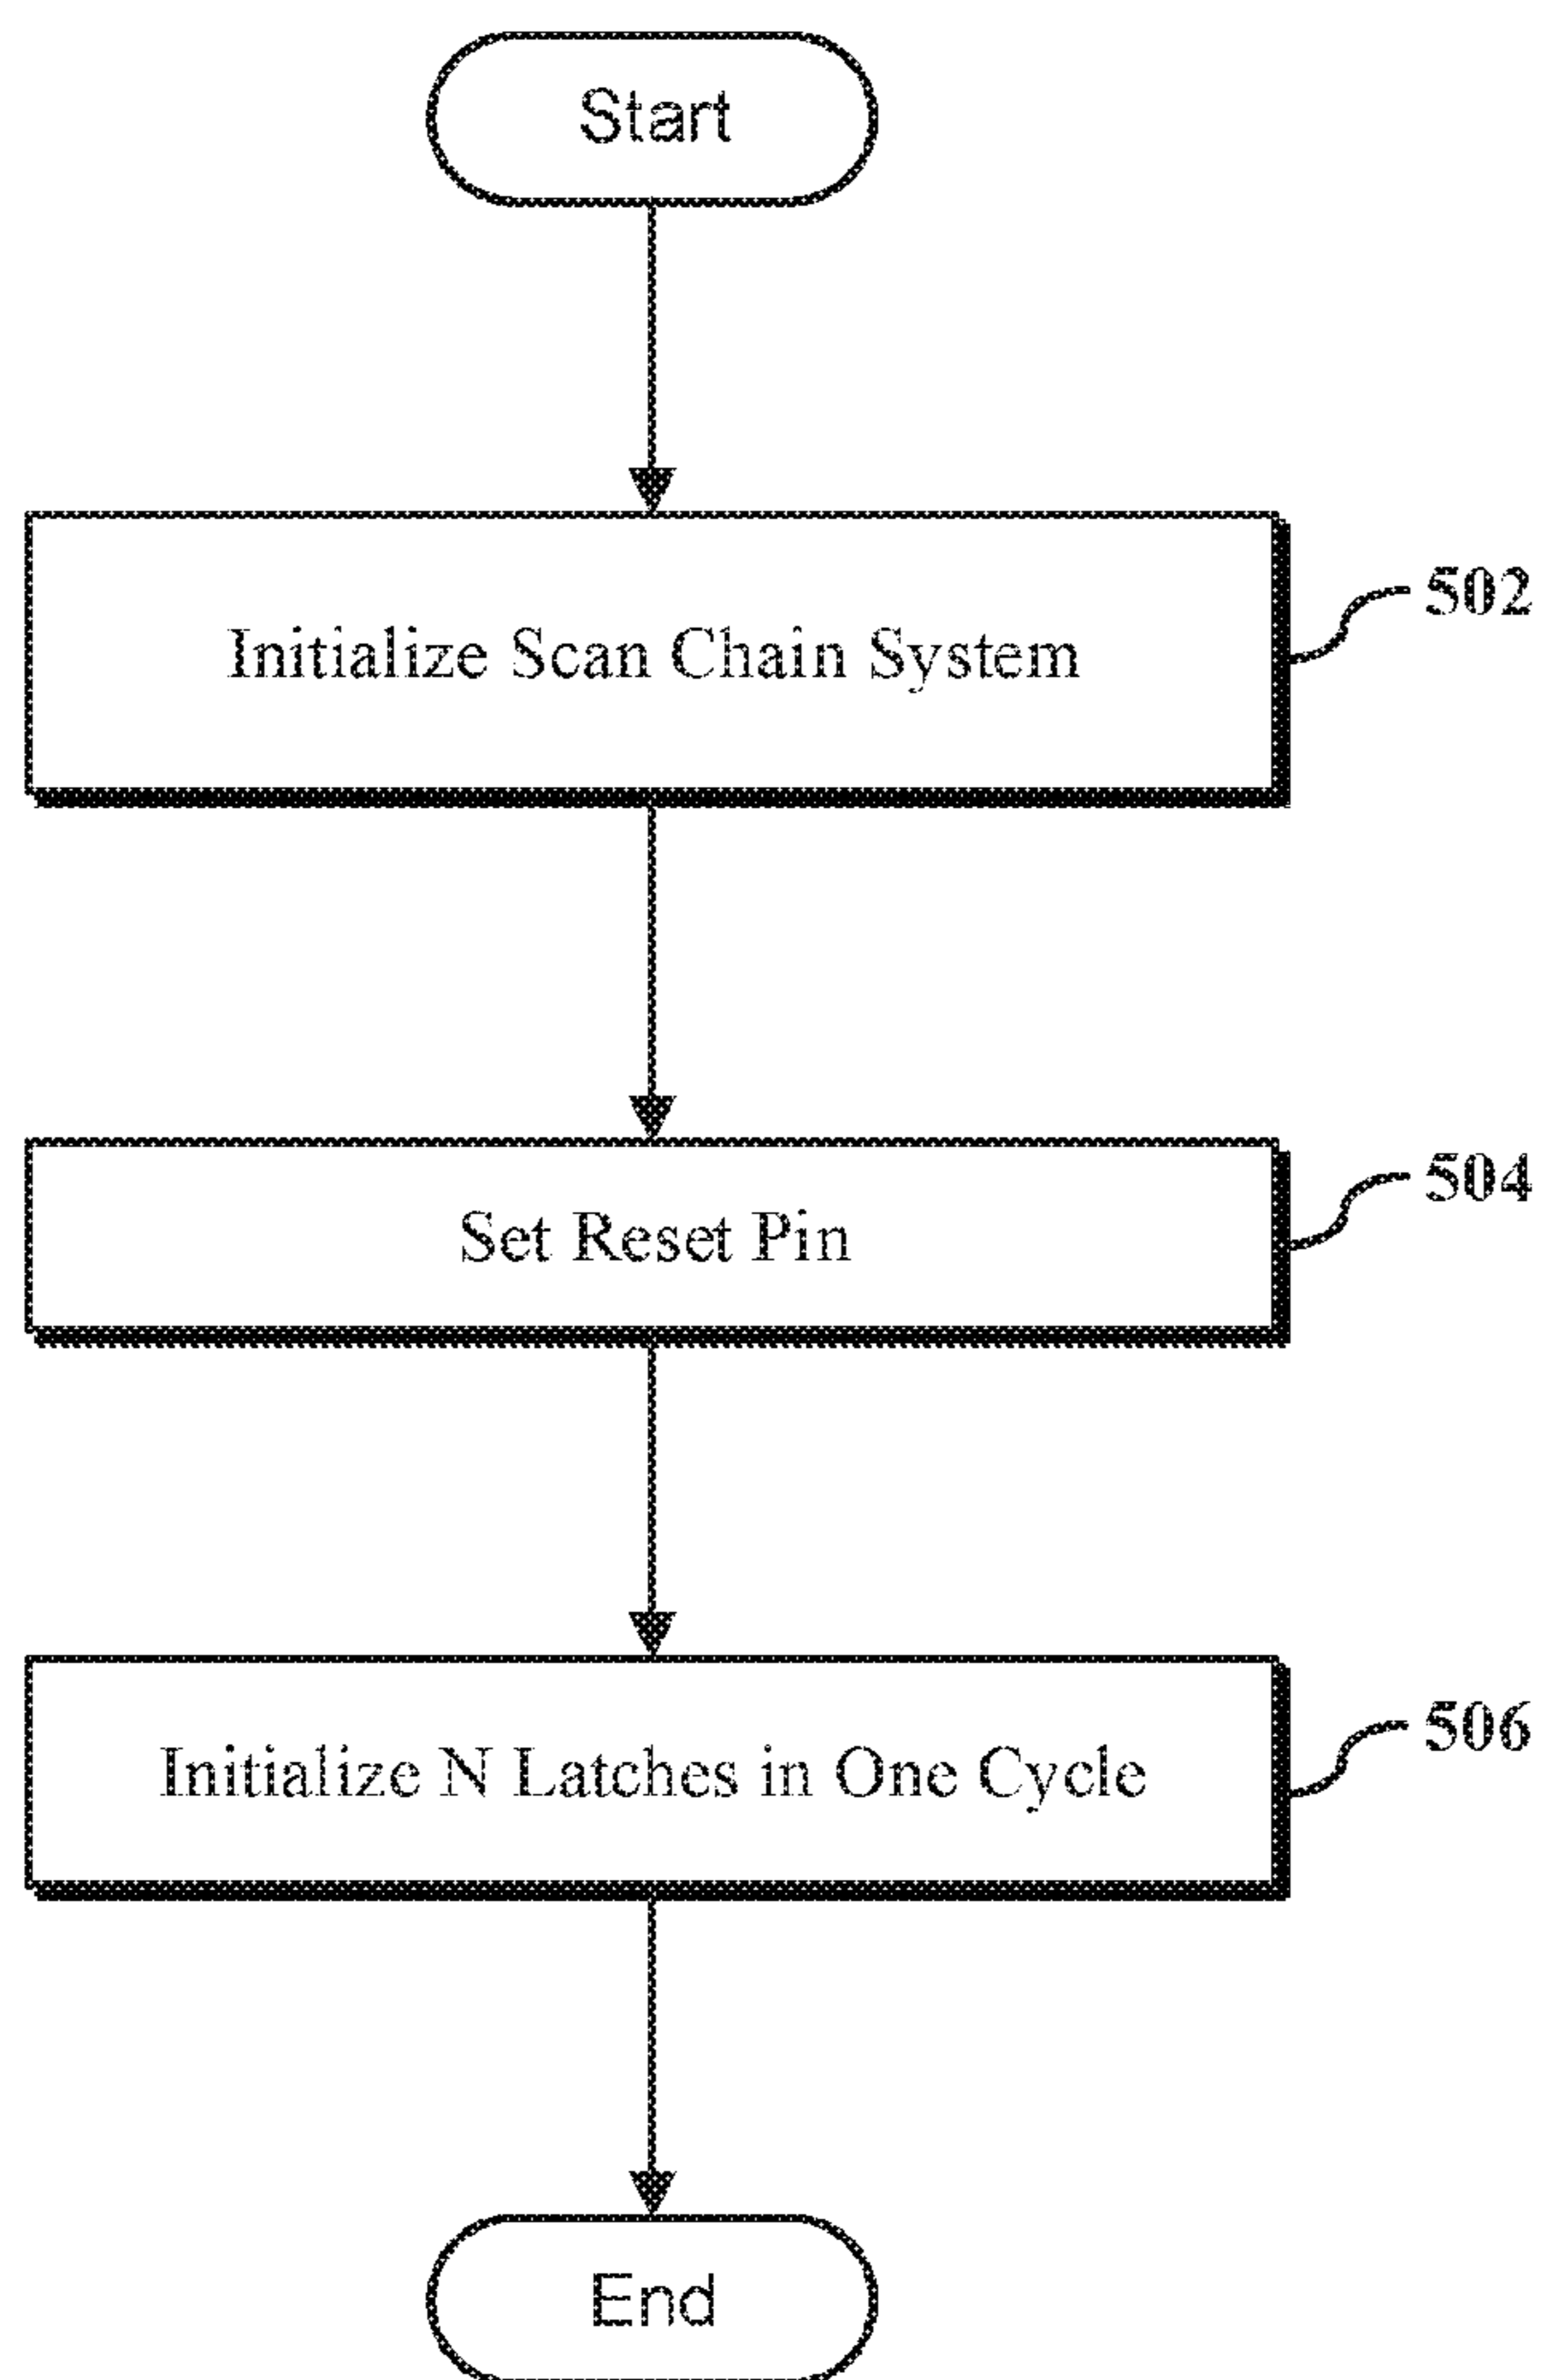 Start
Initialize Scan Chain System
502
Set Reset Pin
504
Initialize N Latches in One Cycle
506
End